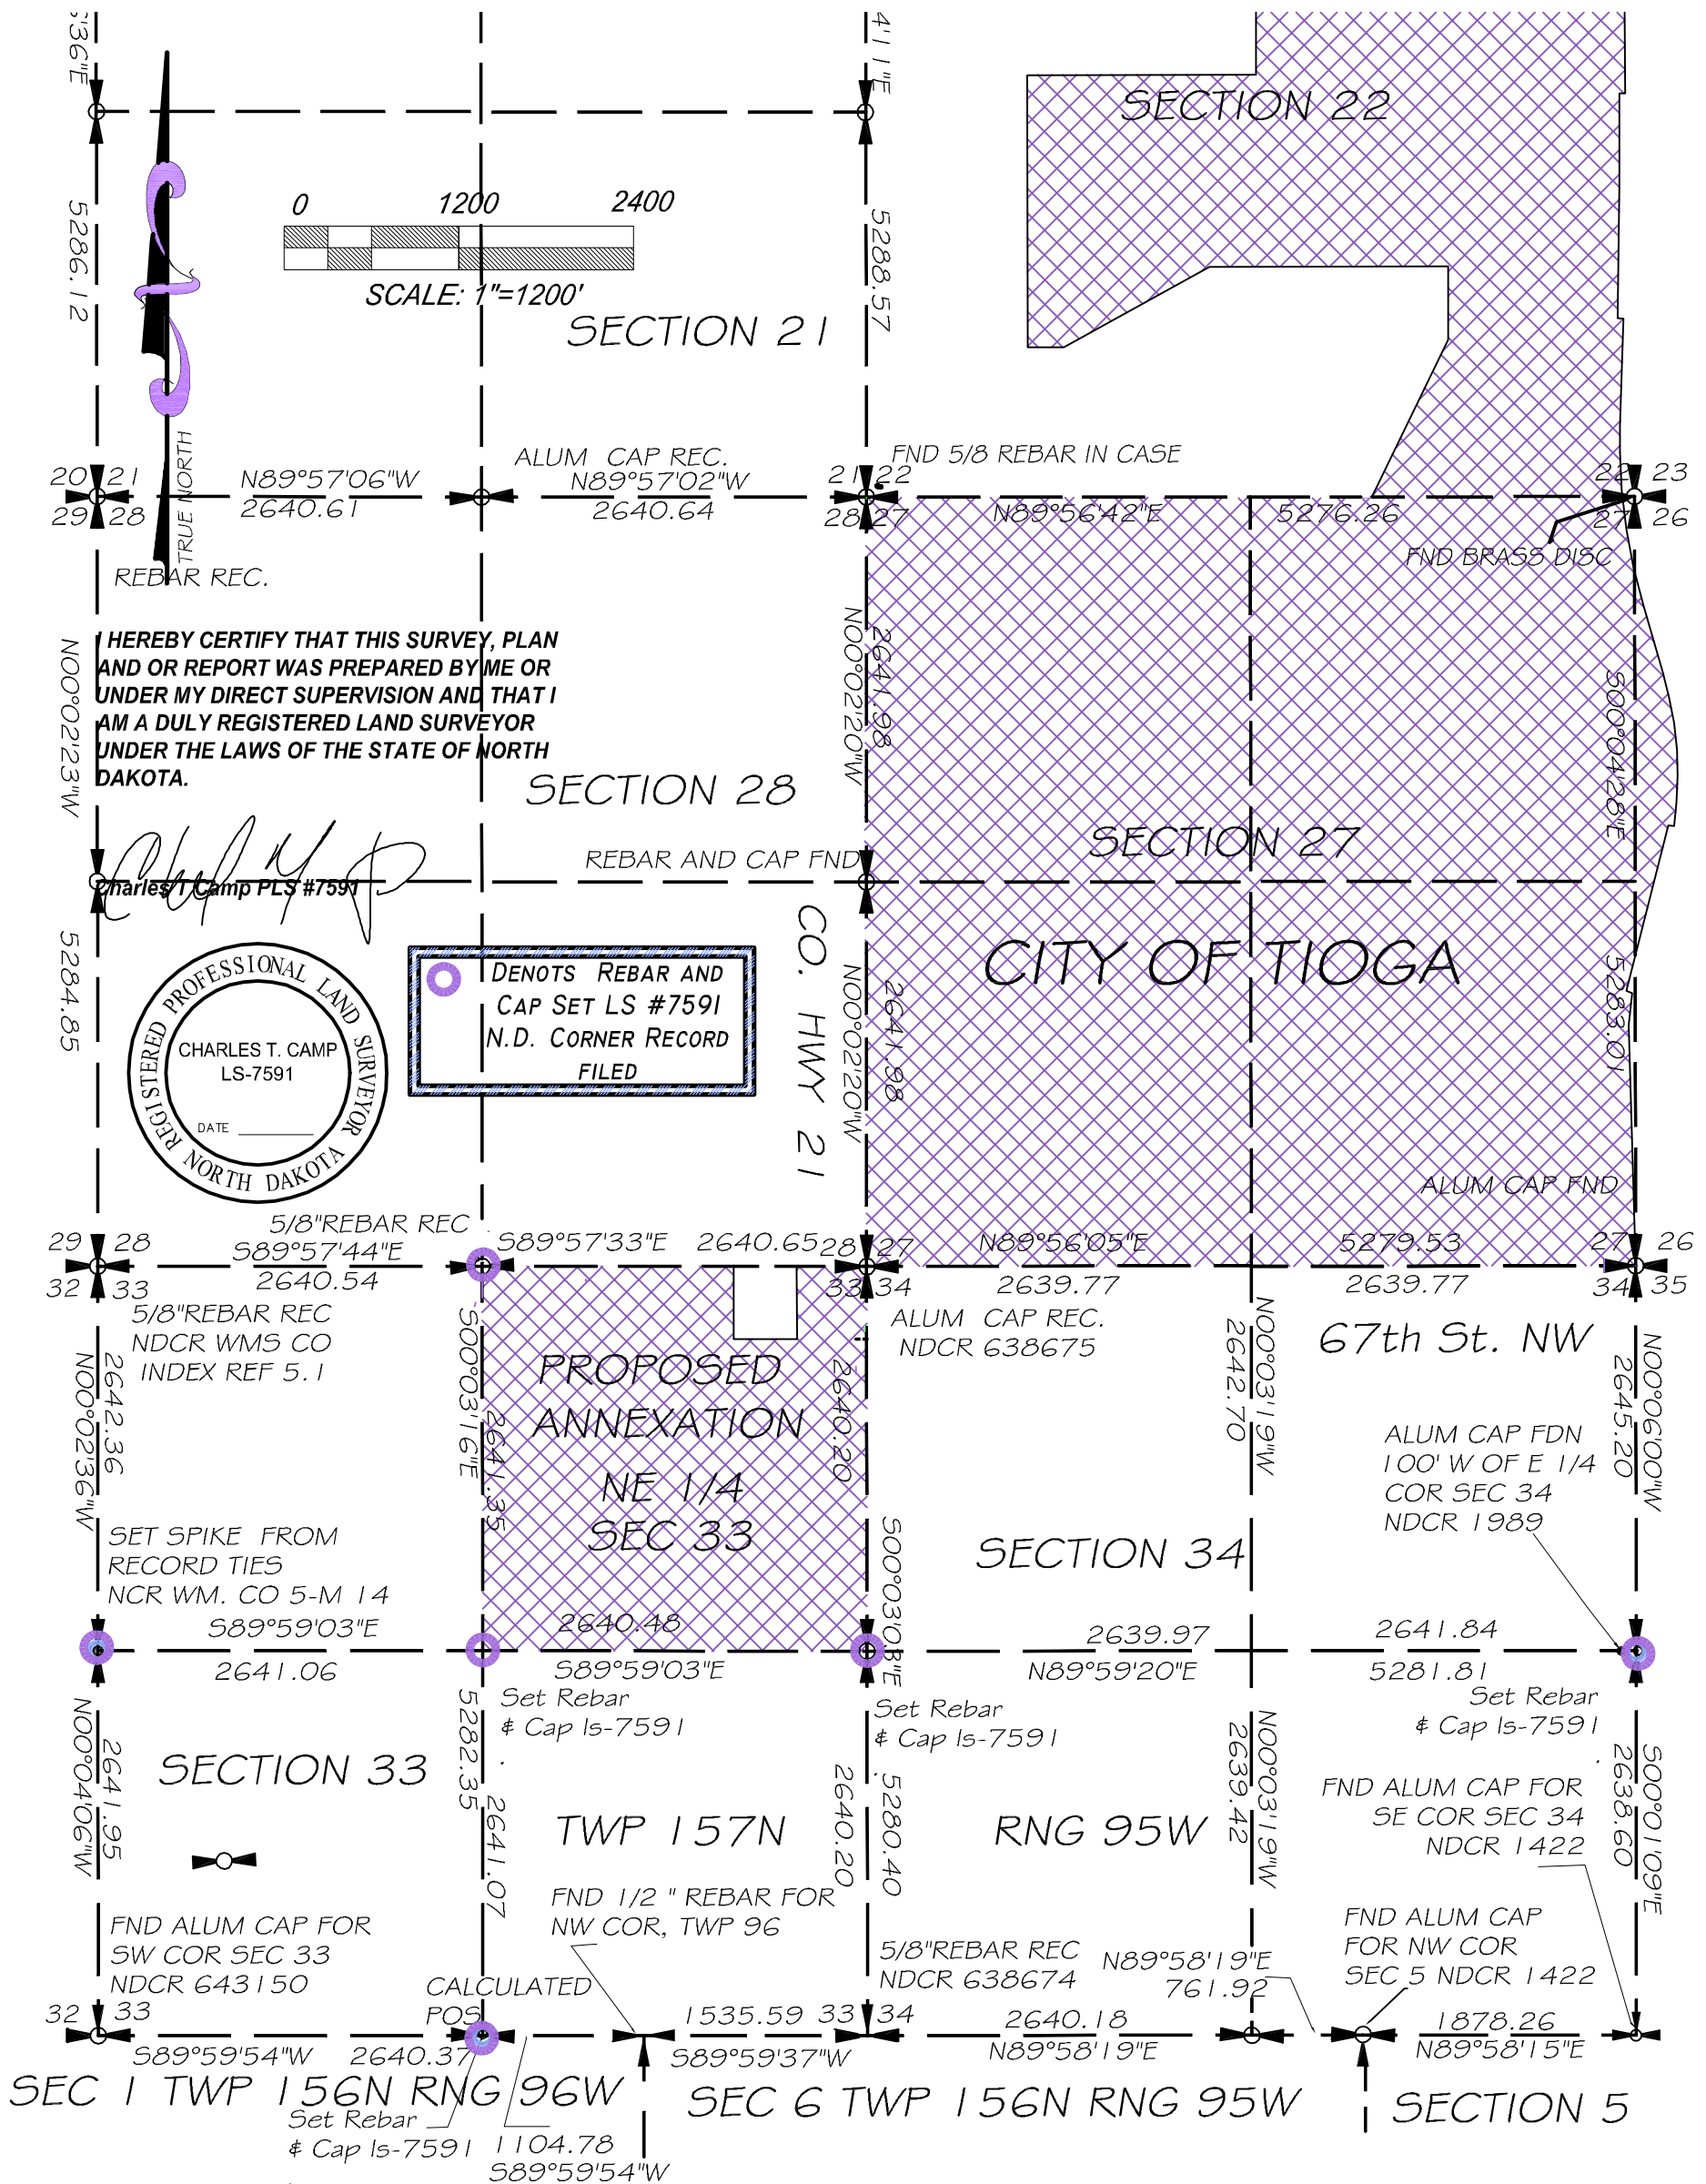 6'36"E
4'11"E
SECTION 22
0 1200 2400
SCALE: 1"=1200'
5286.12
5288.57
SECTION 21
TRUE NORTH
20 21
29 28
N89°57'06"W
2640.61
ALUM CAP REC.
N89°57'02"W
2640.64
21 22
28 27
FND 5/8 REBAR IN CASE
N89°56'42"E 5276.26
22 23
27 26
FND BRASS DISC
REBAR REC.
I HEREBY CERTIFY THAT THIS SURVEY, PLAN
AND OR REPORT WAS PREPARED BY ME OR
UNDER MY DIRECT SUPERVISION AND THAT I
AM A DULY REGISTERED LAND SURVEYOR
UNDER THE LAWS OF THE STATE OF NORTH
DAKOTA.
N00°02'23"W
5284.85
Charles T Camp PLS #7591
REGISTERED PROFESSIONAL LAND SURVEYOR
CHARLES T. CAMP
LS-7591
DATE
NORTH DAKOTA
SECTION 28
REBAR AND CAP FND
DENOTS REBAR AND
CAP SET LS #7591
N.D. CORNER RECORD
FILED
CO. HWY 21
2641.98
N00°02'20"W
2641.98
N00°02'20"W
SECTION 27
CITY OF TIOGA
S00°04'28"E
5283.01
ALUM CAP FND
29 28
32 33
5/8"REBAR REC
S89°57'44"E
2640.54
S89°57'33"E 2640.65
28 27
33 34
N89°56'05"E 5279.53
2639.77 2639.77
27 26
34 35
5/8"REBAR REC
NDCR WMS CO
INDEX REF 5.1
2642.36
N00°02'36"W
S00°03'16"E
2641.35
PROPOSED
ANNEXATION
NE 1/4
SEC 33
2640.20
S00°03'03"E
ALUM CAP REC.
NDCR 638675
N00°03'19"W
2642.70
67th St. NW
N00°06'00"W
2645.20
ALUM CAP FDN
100' W OF E 1/4
COR SEC 34
NDCR 1989
SECTION 34
SET SPIKE FROM
RECORD TIES
NCR WM. CO 5-M 14
S89°59'03"E
2641.06
2640.48
S89°59'03"E
2639.97
N89°59'20"E
2641.84
5281.81
Set Rebar
& Cap ls-7591
Set Rebar
& Cap ls-7591
Set Rebar
& Cap ls-7591
2641.95
N00°04'06"W
SECTION 33
5282.35
2641.07
TWP 157N
2640.20
5280.40
RNG 95W
N00°03'19"W
2639.42
S00°01'09"E
2638.60
FND ALUM CAP FOR
SE COR SEC 34
NDCR 1422
FND ALUM CAP FOR
SW COR SEC 33
NDCR 643150
FND 1/2 " REBAR FOR
NW COR, TWP 96
5/8"REBAR REC
NDCR 638674
N89°58'19"E
761.92
FND ALUM CAP
FOR NW COR
SEC 5 NDCR 1422
CALCULATED
POS
32 33
S89°59'54"W 2640.37
1535.59
S89°59'37"W
33 34
2640.18
N89°58'19"E
1878.26
N89°58'15"E
SEC 1 TWP 156N RNG 96W
SEC 6 TWP 156N RNG 95W
SECTION 5
Set Rebar
& Cap ls-7591
1104.78
S89°59'54"W